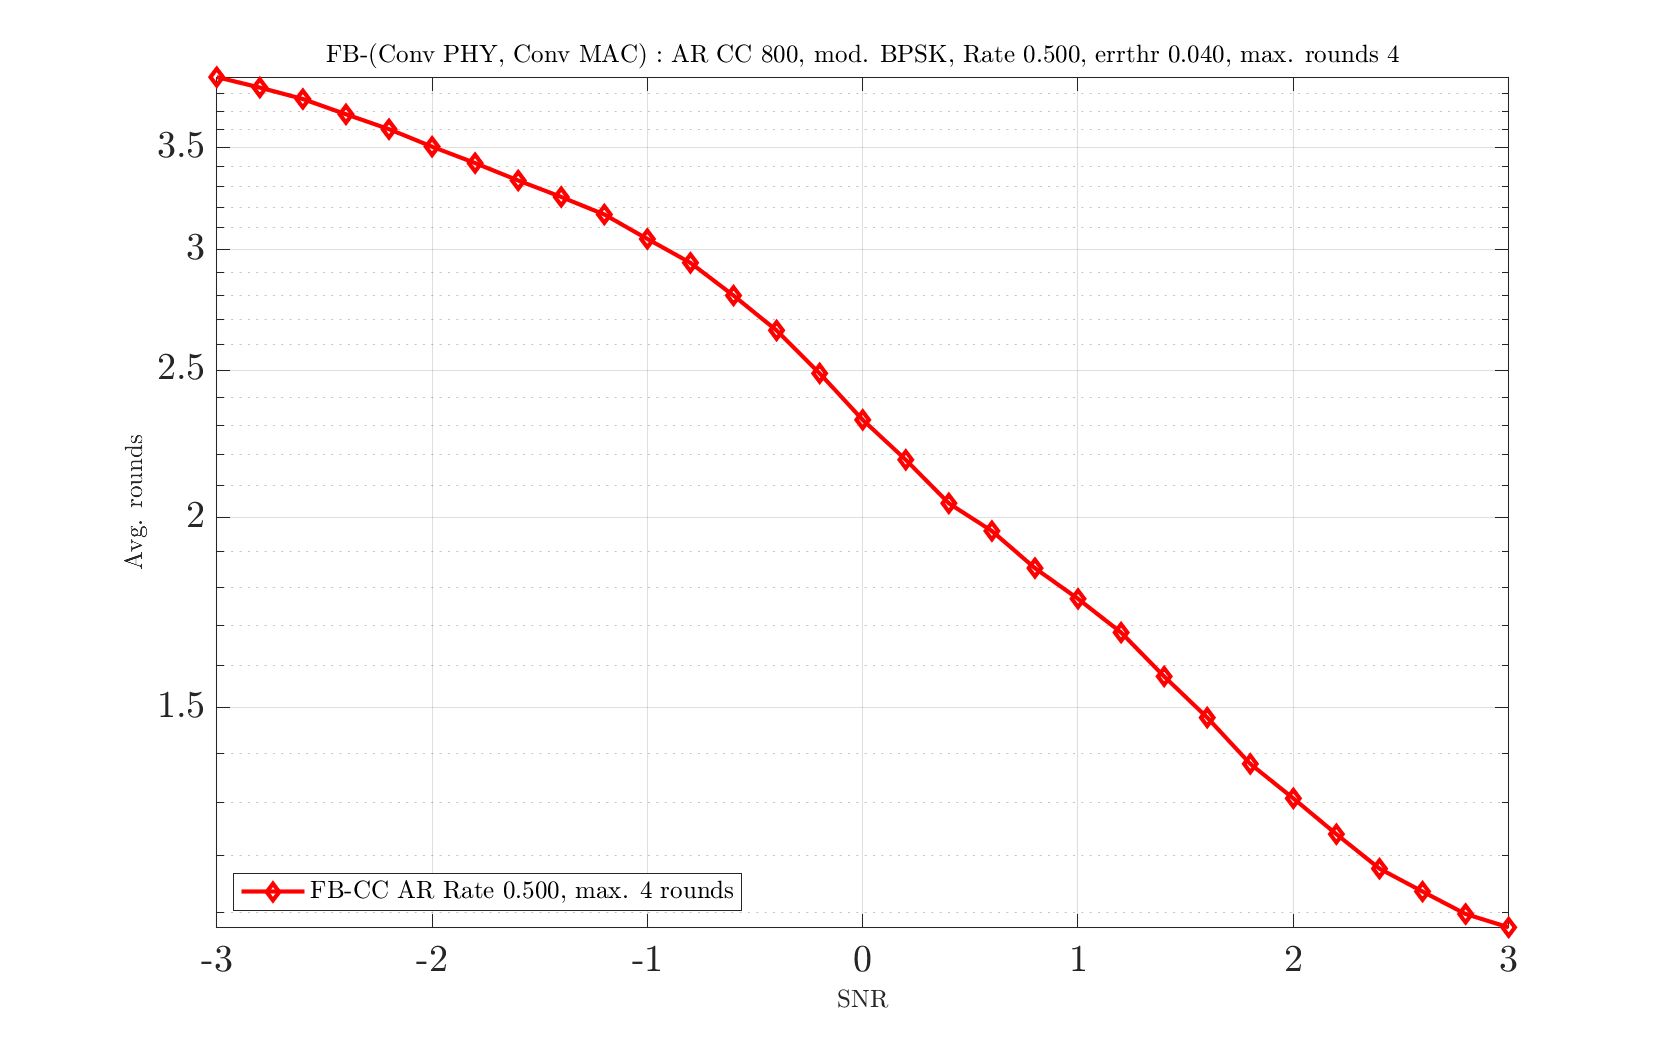 FB-(Conv PHY, Conv MAC) : AR CC 800, mod. BPSK, Rate 0.500, errthr 0.040, max. rounds 4
3.5
3
2.5
2
1.5
Avg. rounds
FB-CC AR Rate 0.500, max. 4 rounds
-3 -2 -1 0 1 2 3
SNR